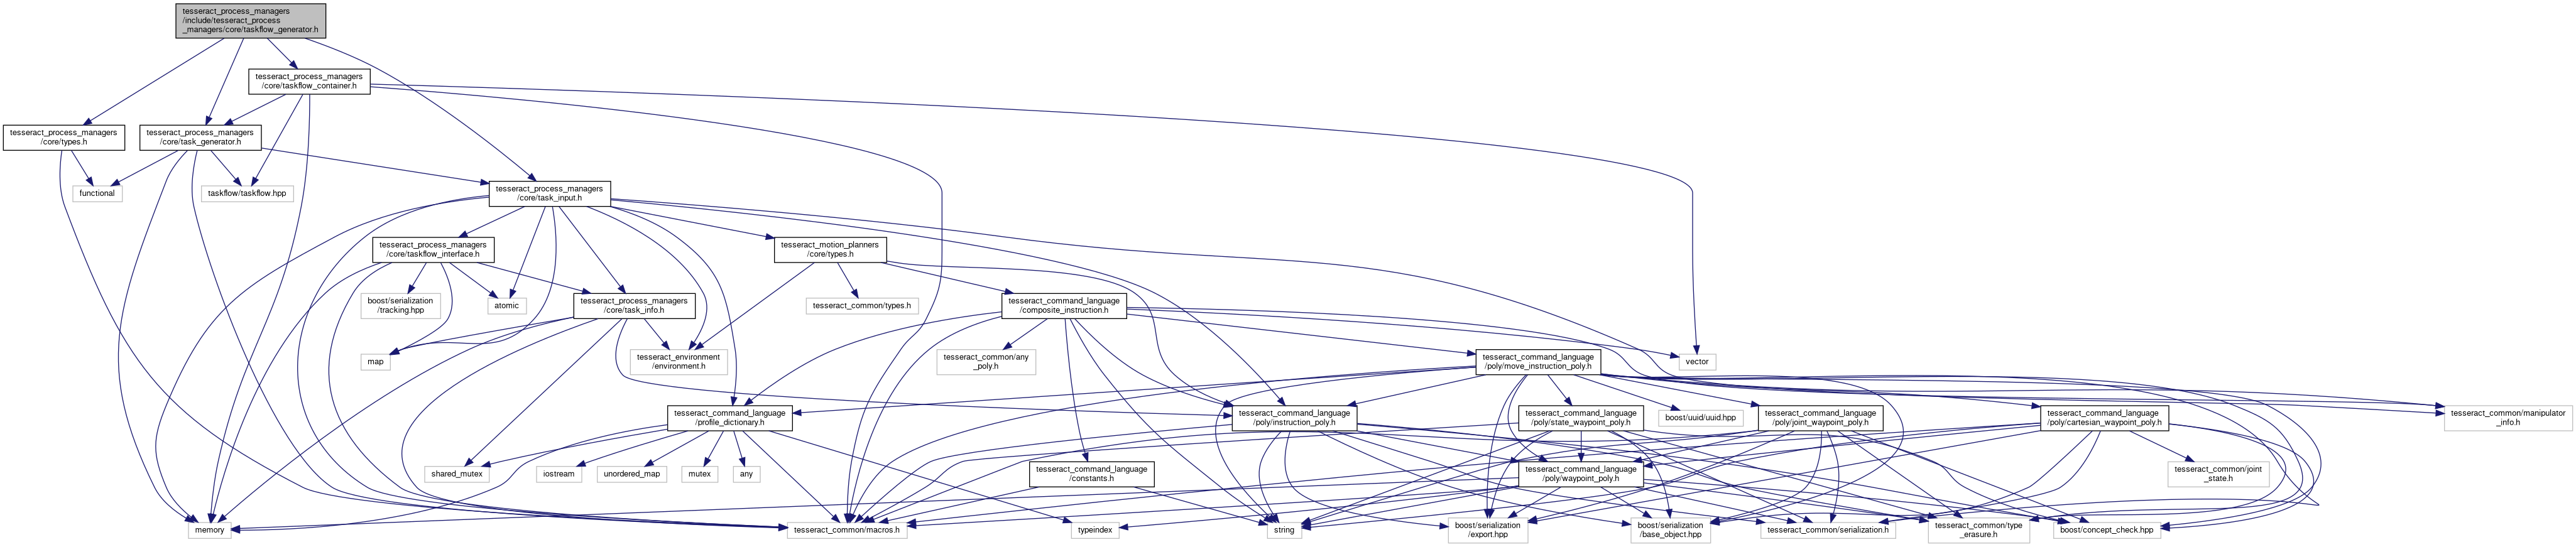 tesseract_process_managers
/include/tesseract_process
_managers/core/taskflow_generator.h
tesseract_process_managers
/core/taskflow_container.h
tesseract_process_managers
/core/types.h
tesseract_process_managers
/core/task_generator.h
functional
taskflow/taskflow.hpp
tesseract_process_managers
/core/task_input.h
tesseract_process_managers
/core/taskflow_interface.h
tesseract_motion_planners
/core/types.h
boost/serialization
/tracking.hpp
atomic
tesseract_process_managers
/core/task_info.h
tesseract_common/types.h
tesseract_command_language
/composite_instruction.h
map
tesseract_environment
/environment.h
tesseract_common/any
_poly.h
tesseract_command_language
/poly/move_instruction_poly.h
vector
tesseract_command_language
/profile_dictionary.h
tesseract_command_language
/poly/instruction_poly.h
tesseract_command_language
/poly/state_waypoint_poly.h
boost/uuid/uuid.hpp
tesseract_command_language
/poly/joint_waypoint_poly.h
tesseract_command_language
/poly/cartesian_waypoint_poly.h
tesseract_common/manipulator
_info.h
shared_mutex
iostream
unordered_map
mutex
any
tesseract_command_language
/constants.h
tesseract_command_language
/poly/waypoint_poly.h
tesseract_common/joint
_state.h
memory
tesseract_common/macros.h
typeindex
string
boost/serialization
/export.hpp
boost/serialization
/base_object.hpp
tesseract_common/serialization.h
tesseract_common/type
_erasure.h
boost/concept_check.hpp